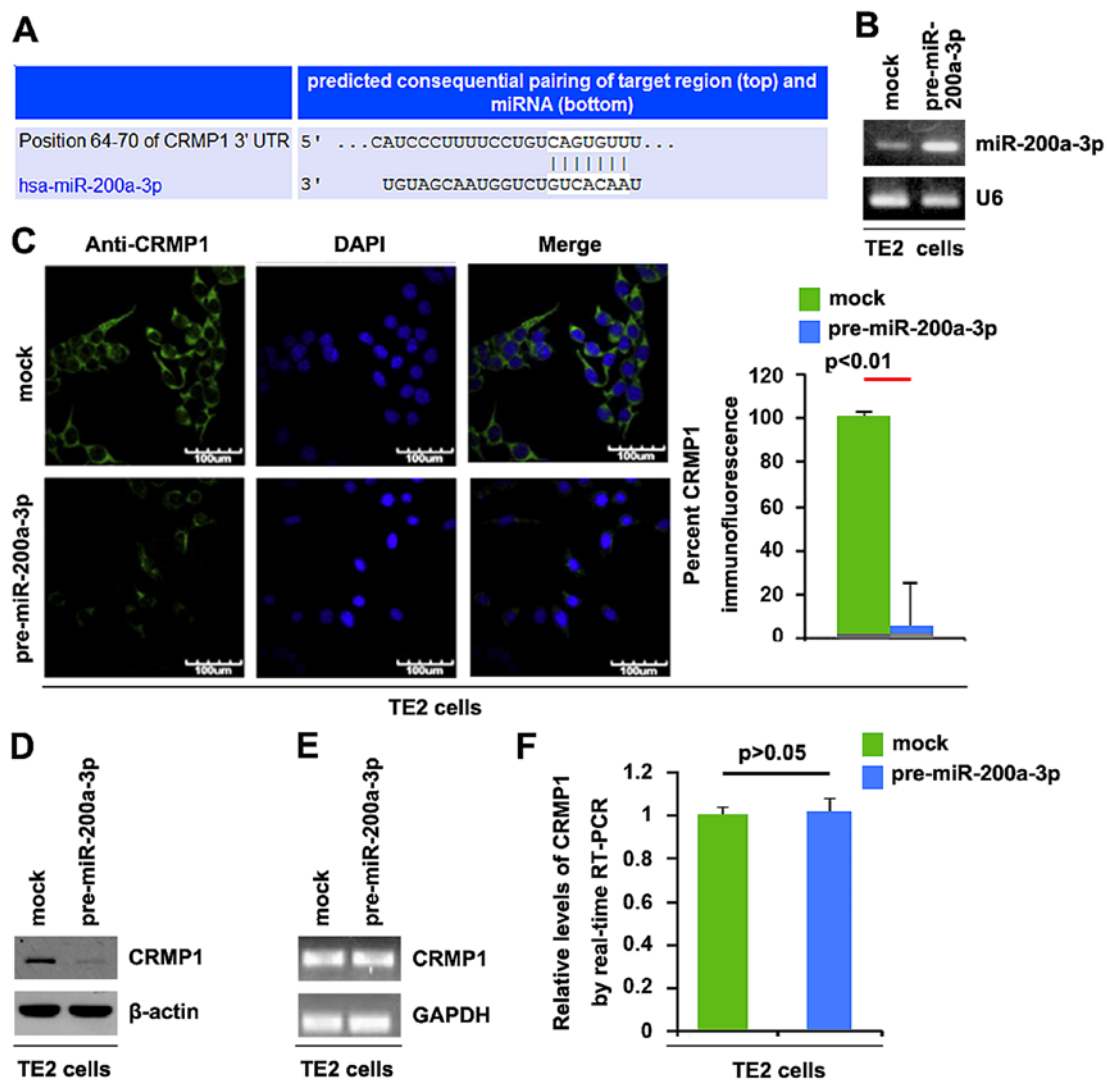 A
predicted consequential pairing of target region (top) and
miRNA (bottom)
Position 64-70 of CRMP1 3' UTR
5' ...CAUCCCUUUUCCUGUCAGUGUUU...
hsa-miR-200a-3p
3' UGUAGCAAUGGUCUGUCACAAU
B
mock
pre-miR-
200a-3p
miR-200a-3p
U6
TE2 cells
C
Anti-CRMP1
DAPI
Merge
mock
100um
100um
100um
pre-miR-200a-3p
100um
100um
100um
TE2 cells
mock
pre-miR-200a-3p
p<0.01
Percent CRMP1
immunofluorescence
120
100
80
60
40
20
0
D
mock
pre-miR-200a-3p
CRMP1
β-actin
TE2 cells
E
mock
pre-miR-200a-3p
CRMP1
GAPDH
TE2 cells
F
mock
pre-miR-200a-3p
p>0.05
Relative levels of CRMP1
by real-time RT-PCR
1.2
1
0.8
0.6
0.4
0.2
0
TE2 cells